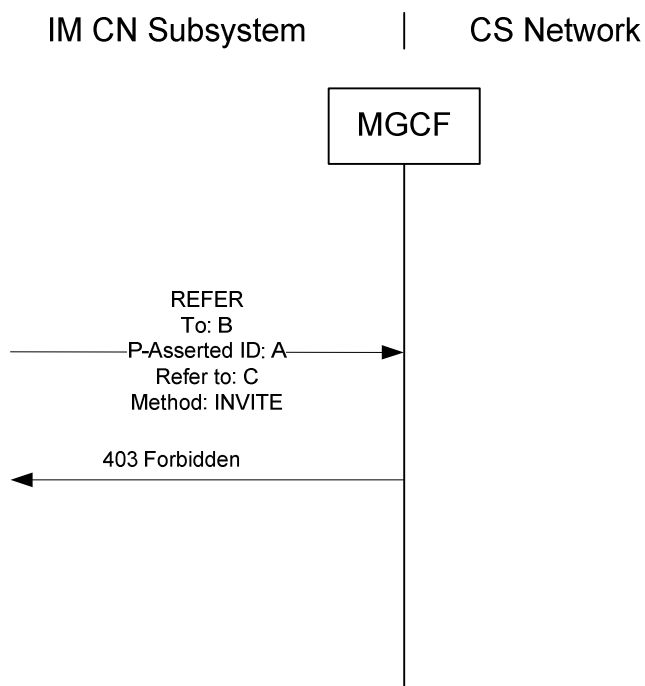 IM CN Subsystem | CS Network
MGCF
REFER
To: B
P-Asserted ID: A
Refer to: C
Method: INVITE
403 Forbidden